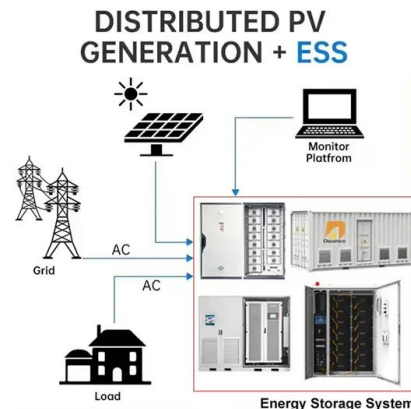 DISTRIBUTED PV
GENERATION + ESS
Monitor
Platfrom
AC
Grid
AC
Load
Energy Storage System